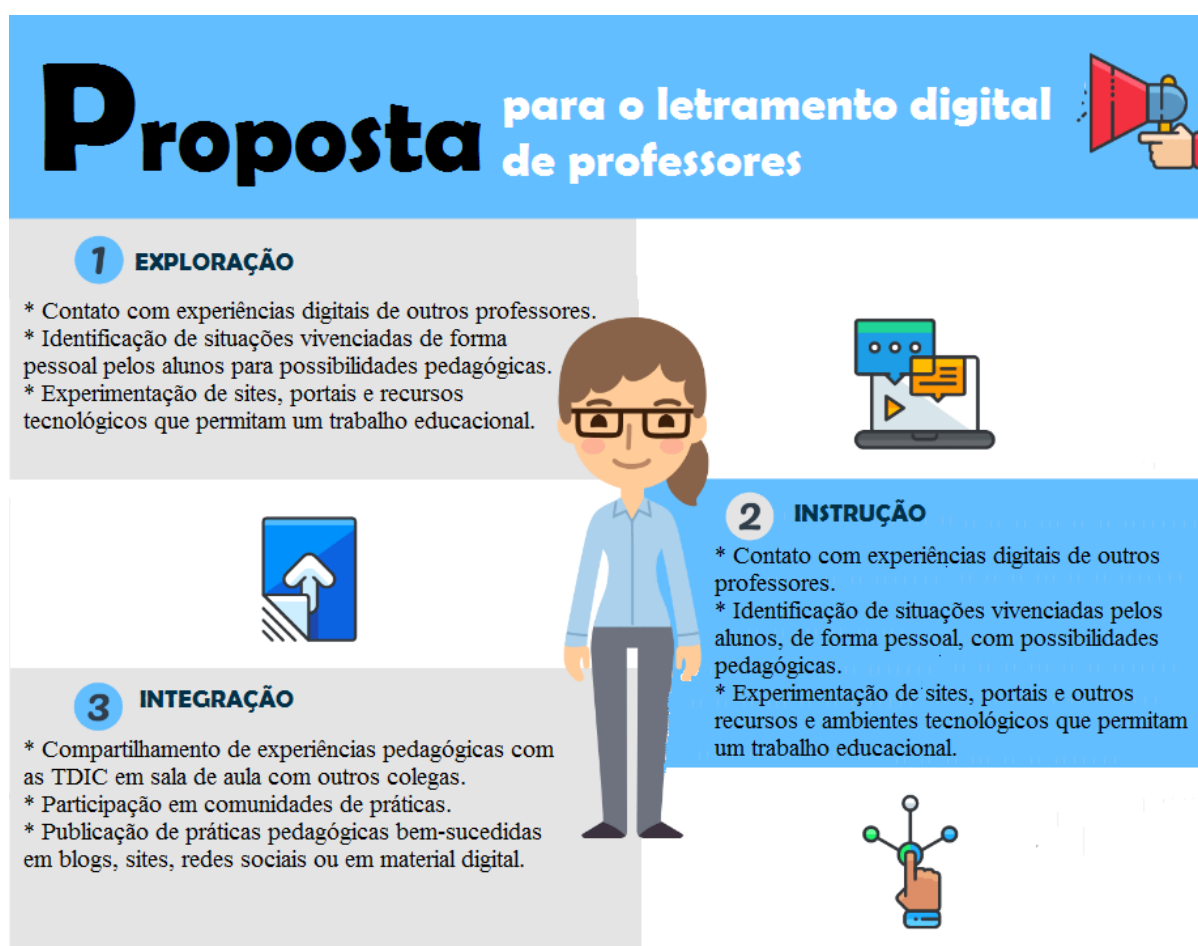 Proposta para o letramento digital
de professores
1 EXPLORAÇÃO
* Contato com experiências digitais de outros professores.
* Identificação de situações vivenciadas de forma
pessoal pelos alunos para possibilidades pedagógicas.
* Experimentação de sites, portais e recursos
tecnológicos que permitam um trabalho educacional.
2 INSTRUÇÃO
* Contato com experiências digitais de outros
professores.
* Identificação de situações vivenciadas pelos
alunos, de forma pessoal, com possibilidades
pedagógicas.
* Experimentação de sites, portais e outros
recursos e ambientes tecnológicos que permitam
um trabalho educacional.
3 INTEGRAÇÃO
* Compartilhamento de experiências pedagógicas com
as TDIC em sala de aula com outros colegas.
* Participação em comunidades de práticas.
* Publicação de práticas pedagógicas bem-sucedidas
em blogs, sites, redes sociais ou em material digital.